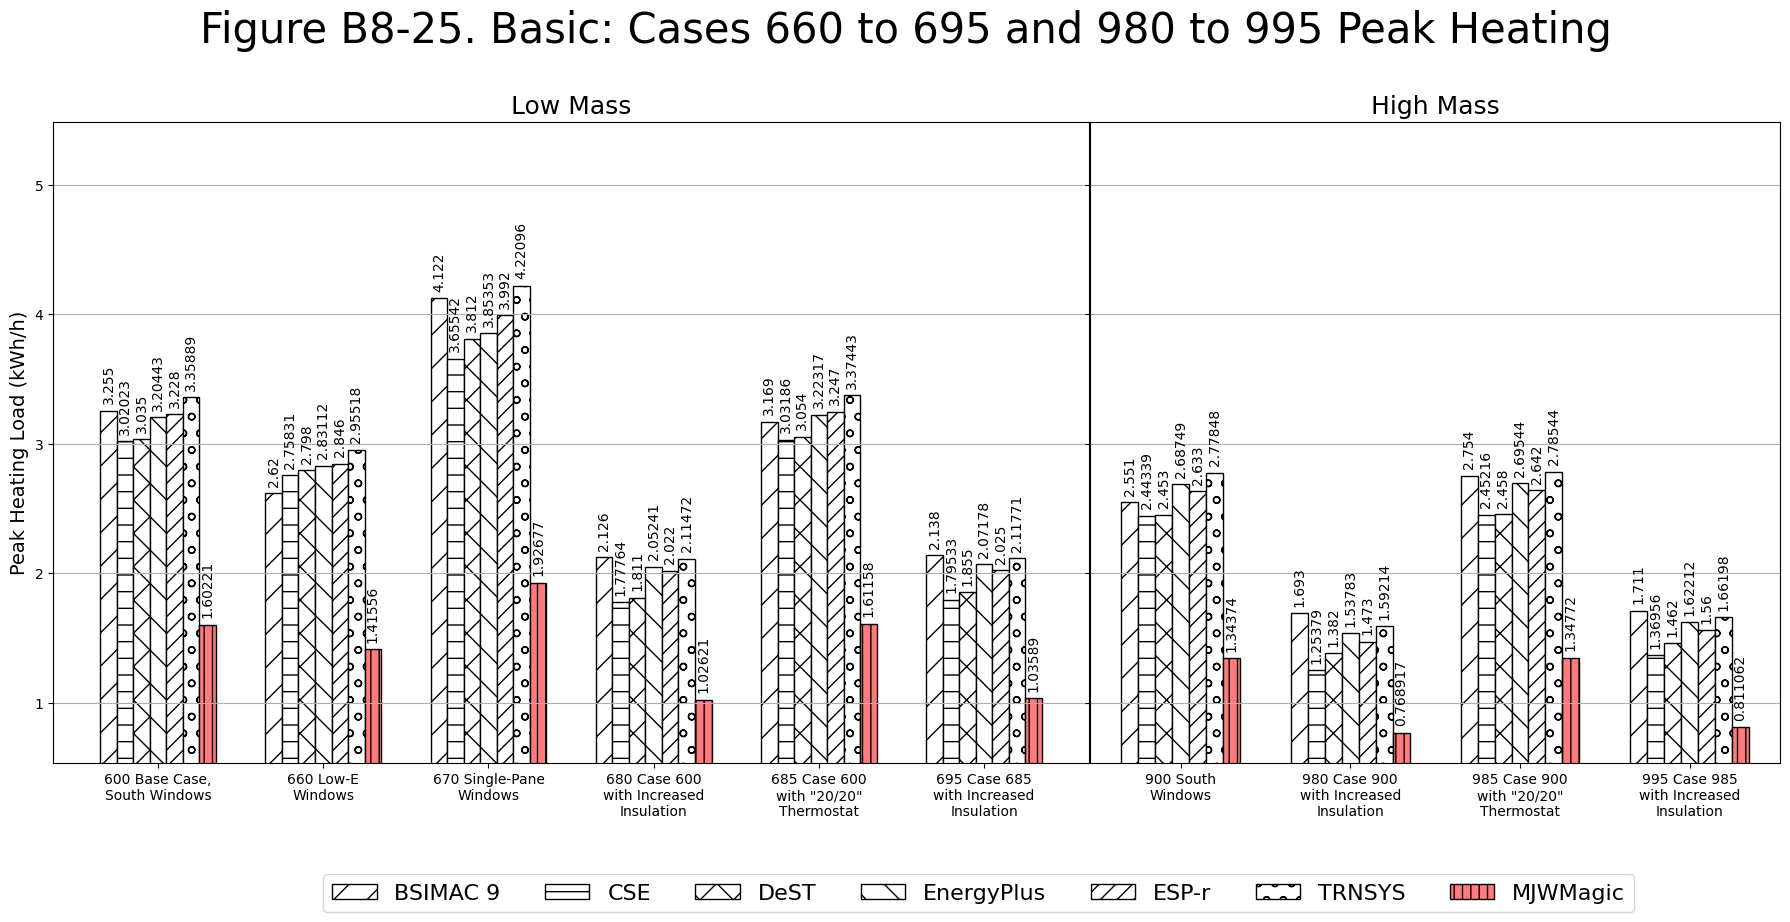 Figure B8-25. Basic: Cases 660 to 695 and 980 to 995 Peak Heating
Low Mass
High Mass
Peak Heating Load (kWh/h)
5
4
3
2
1
3.255
3.02023
3.035
3.20443
3.228
3.35889
1.60221
2.62
2.75831
2.798
2.83112
2.846
2.95518
1.41556
4.122
3.65542
3.812
3.85353
3.992
4.22096
1.92677
2.126
1.77764
1.811
2.05241
2.022
2.11472
1.02621
3.169
3.03186
3.054
3.22317
3.247
3.37443
1.61158
2.138
1.79533
1.855
2.07178
2.025
2.11771
1.03589
2.551
2.44339
2.453
2.68749
2.633
2.77848
1.34374
1.693
1.25379
1.382
1.53783
1.473
1.59214
0.768917
2.754
2.45216
2.458
2.69544
2.642
2.78544
1.34772
1.711
1.36956
1.462
1.62212
1.56
1.66198
0.811062
600 Base Case,
South Windows
660 Low-E
Windows
670 Single-Pane
Windows
680 Case 600
with Increased
Insulation
685 Case 600
with "20/20"
Thermostat
695 Case 685
with Increased
Insulation
900 South
Windows
980 Case 900
with Increased
Insulation
985 Case 900
with "20/20"
Thermostat
995 Case 985
with Increased
Insulation
BSIMAC 9
CSE
DeST
EnergyPlus
ESP-r
TRNSYS
MJWMagic